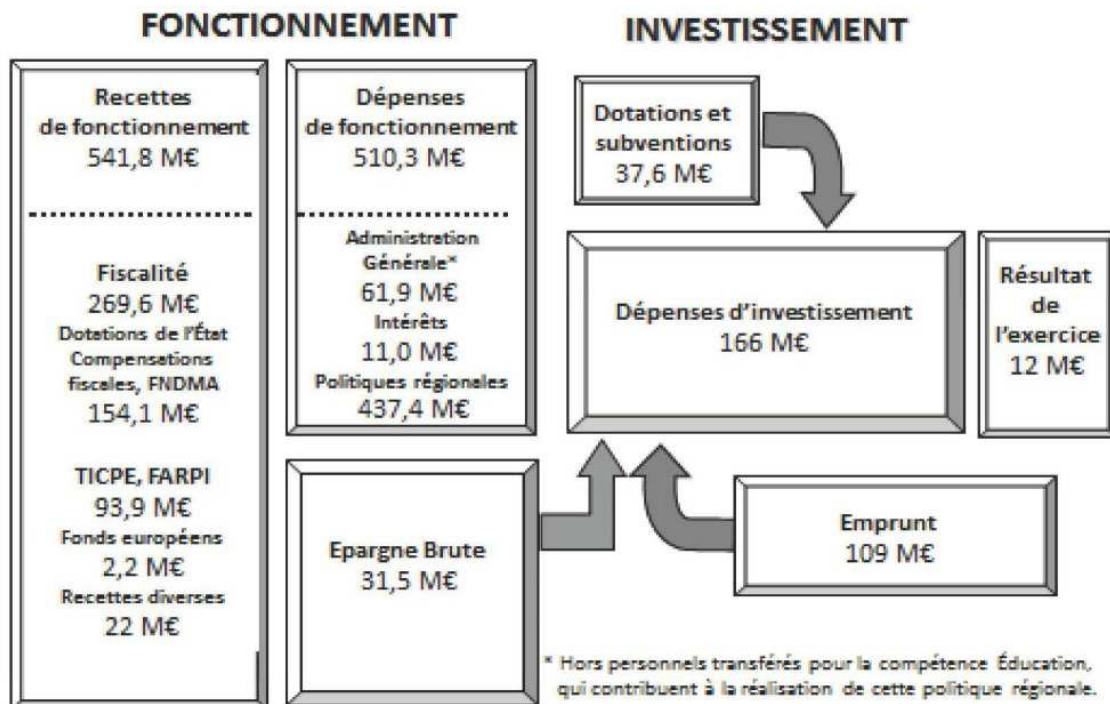 FONCTIONNEMENT
INVESTISSEMENT
Recettes
de fonctionnement
541,8 M€
Fiscalité
269,6 M€
Dotations de l'État
Compensations
fiscales, FNDMA
154,1 M€
TICPE, FARPI
93,9 M€
Fonds européens
2,2 M€
Recettes diverses
22 M€
Dépenses
de fonctionnement
510,3 M€
Administration
Générale*
61,9 M€
Intérêts
11,0 M€
Politiques régionales
437,4 M€
Epargne Brute
31,5 M€
Dotations et
subventions
37,6 M€
Dépenses d'investissement
166 M€
Résultat
de
l'exercice
12 M€
Emprunt
109 M€
* Hors personnels transférés pour la compétence Éducation,
qui contribuent à la réalisation de cette politique régionale.